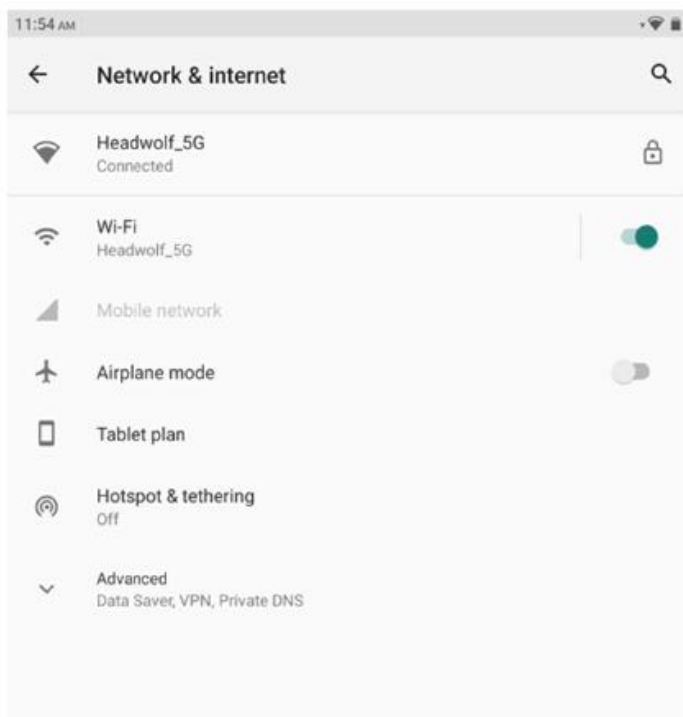 11:54 AM
Network & internet
Headwolf_5G
Connected
Wi-Fi
Headwolf_5G
Mobile network
Airplane mode
Tablet plan
Hotspot & tethering
Off
Advanced
Data Saver, VPN, Private DNS